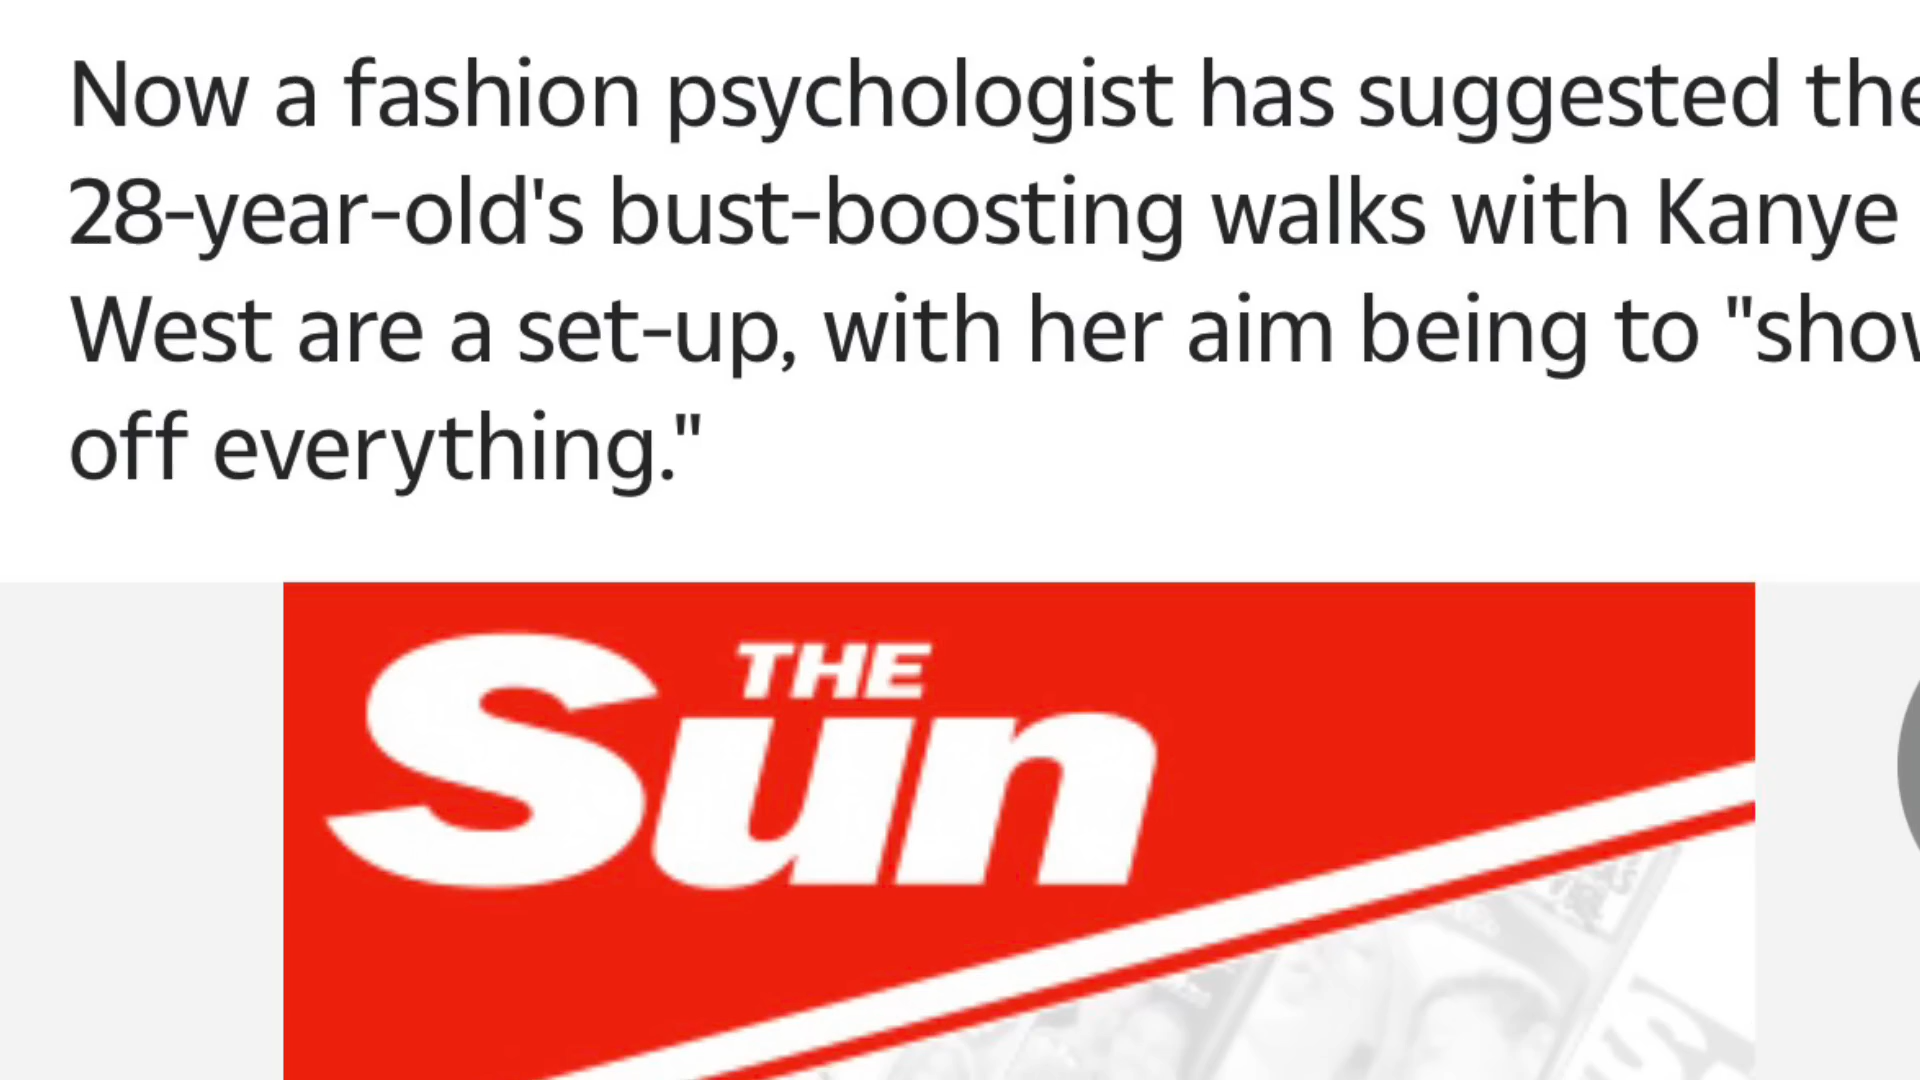 Now a fashion psychologist has suggested the
28-year-old's bust-boosting walks with Kanye
West are a set-up, with her aim being to "show
off everything."
THE
Sun